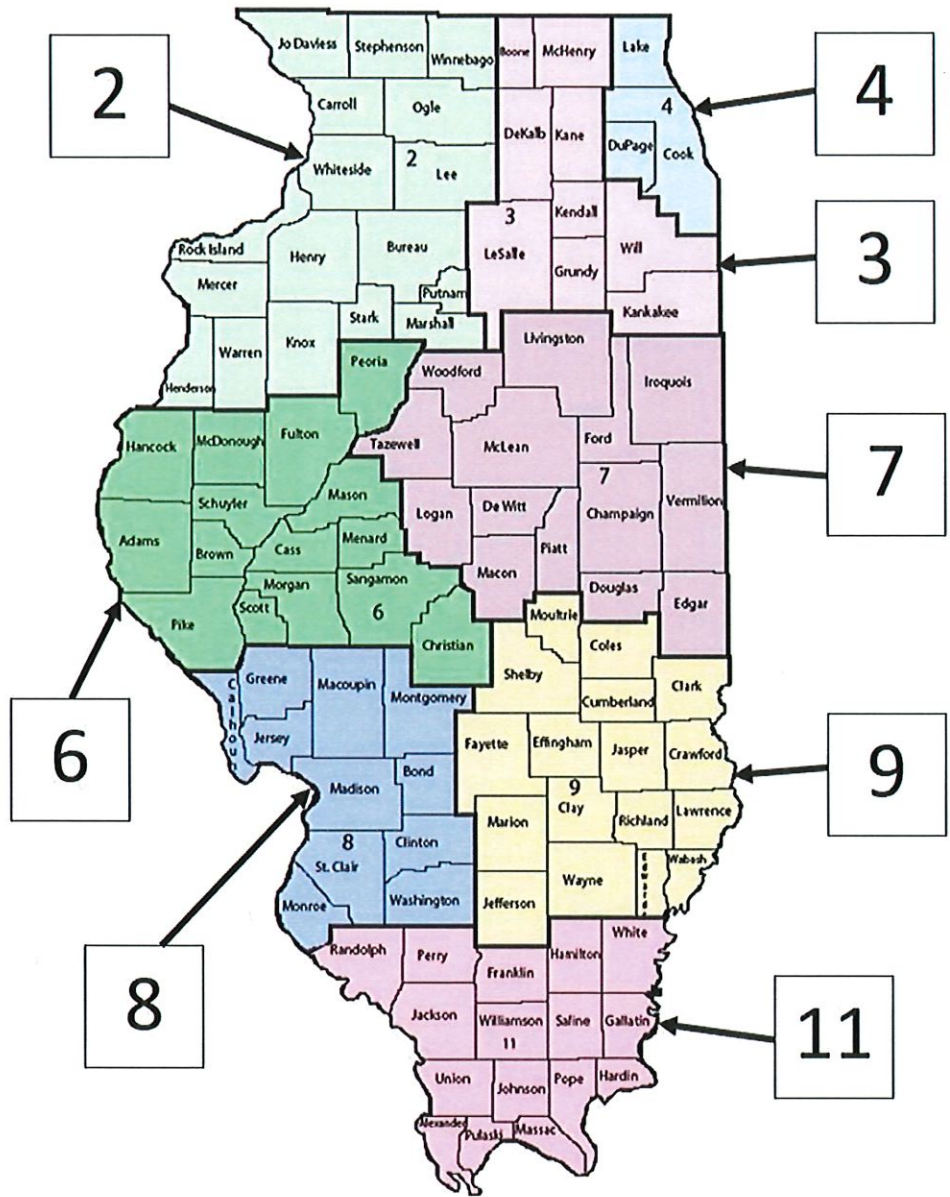 Jo Daviess
Stephenson
Winnebago
Boone
McHenry
Lake
2
4
Carroll
Ogle
DeKalb
Kane
4
DuPage
Cook
Whiteside
2
Lee
3
Kendall
LeSalle
Will
Grundy
Kankakee
3
Rock Island
Henry
Bureau
Mercer
Putnam
Stark
Marshall
Knox
Warren
Henderson
Peoria
Woodford
Livingston
Iroquois
Hancock
McDonough
Fulton
Tazewell
McLean
Ford
7
7
Mason
Schuyler
Logan
De Witt
Champaign
Vermilion
Adams
Brown
Cass
Menard
Piatt
Macon
Morgan
Sangamon
Douglas
Scott
6
Edgar
Pike
Moultrie
Christian
Coles
6
Shelby
Calhoun
Greene
Macoupin
Montgomery
Cumberland
Clark
Jersey
Fayette
Effingham
Jasper
Crawford
9
Bond
Madison
9
Clay
Marion
Richland
Lawrence
8
Clinton
St. Clair
Edwards
Wabash
Wayne
Washington
Jefferson
Monroe
8
Randolph
Perry
Franklin
Hamilton
White
Jackson
Williamson
11
Saline
Gallatin
11
Union
Johnson
Pope
Hardin
Alexander
Pulaski
Massac